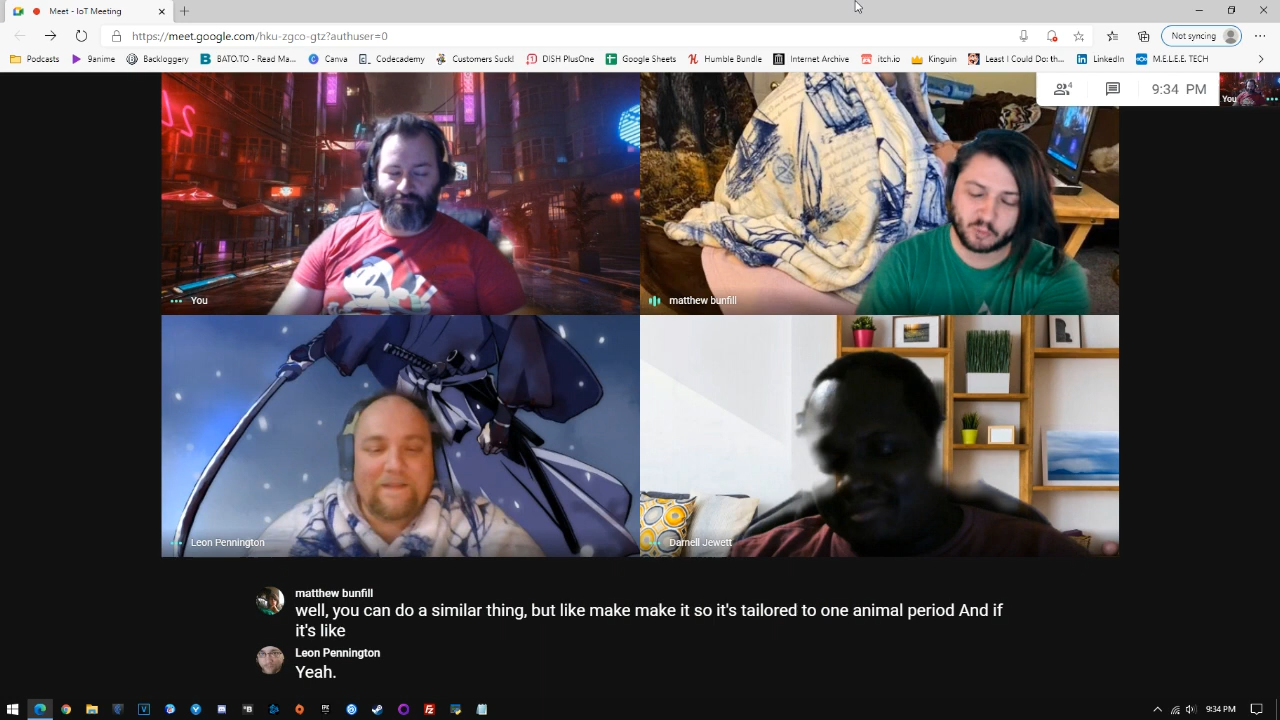 Meet - IoT Meeting
https://meet.google.com/hku-zgco-gtz?authuser=0
Not syncing
Podcasts
9anime
Backloggery
BATO.TO - Read Ma...
Canva
Codecademy
Customers Suck!
DISH PlusOne
Google Sheets
Humble Bundle
Internet Archive
itch.io
Kinguin
Least I Could Do: th...
LinkedIn
M.E.L.E.E. TECH
4
9:34 PM
You
You
matthew bunfill
Leon Pennington
Darnell Jewett
matthew bunfill
well, you can do a similar thing, but like make make it so it's tailored to one animal period And if
it's like
Leon Pennington
Yeah.
9:34 PM